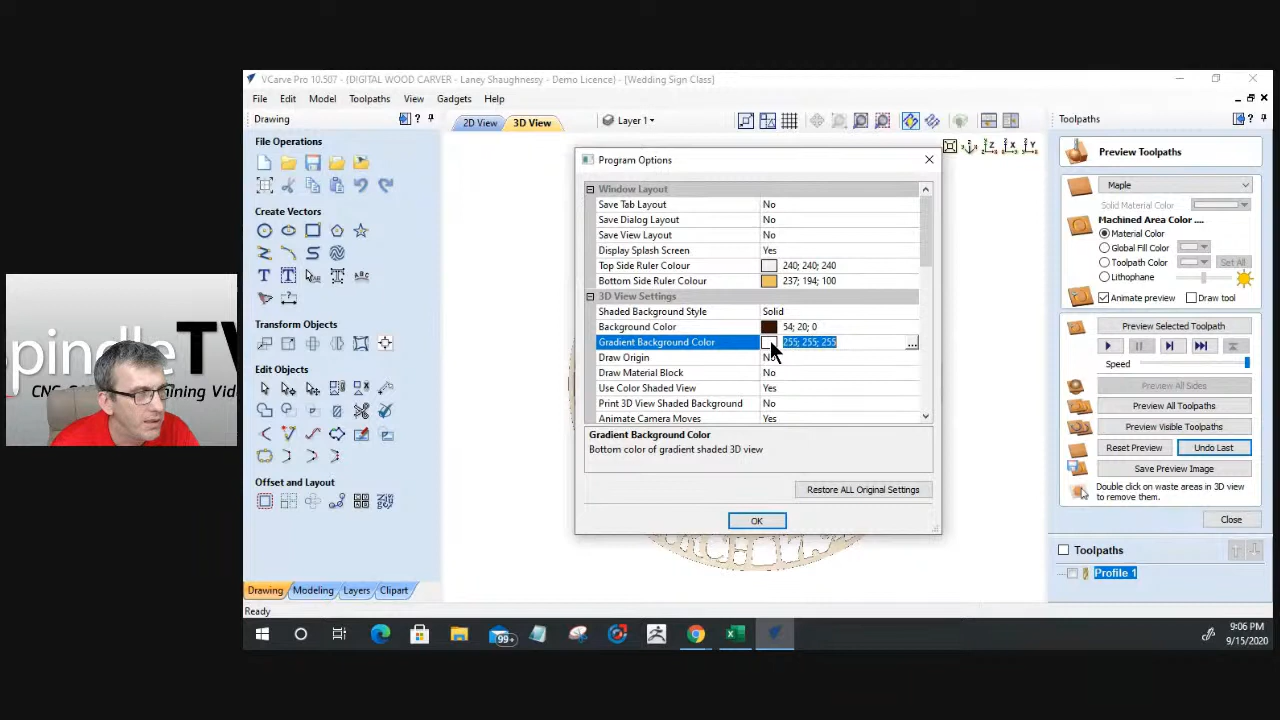 VCarve Pro 10.507 - {DIGITAL WOOD CARVER - Laney Shaughnessy - Demo Licence} - [Wedding Sign Class]
File Edit Model Toolpaths View Gadgets Help
Drawing
2D View
3D View
Layer 1
Toolpaths
File Operations
Create Vectors
Transform Objects
Edit Objects
Offset and Layout
Drawing
Modeling
Layers
Clipart
Ready
Program Options
Window Layout
Save Tab Layout No
Save Dialog Layout No
Save View Layout No
Display Splash Screen Yes
Top Side Ruler Colour 240; 240; 240
Bottom Side Ruler Colour 237; 194; 100
3D View Settings
Shaded Background Style Solid
Background Color 54; 20; 0
Gradient Background Color 255; 255; 255
...
Draw Origin No
Draw Material Block No
Use Color Shaded View Yes
Print 3D View Shaded Background No
Animate Camera Moves Yes
Gradient Background Color
Bottom color of gradient shaded 3D view
Restore ALL Original Settings
OK
Preview Toolpaths
Maple
Solid Material Color
Machined Area Color ....
Material Color
Global Fill Color
Toolpath Color
Set All
Lithophane
Animate preview
Draw tool
Preview Selected Toolpath
Speed
Preview All Sides
Preview All Toolpaths
Preview Visible Toolpaths
Reset Preview
Undo Last
Save Preview Image
Double click on waste areas in 3D view
to remove them.
Close
Toolpaths
Profile 1
pindleTV
99+
9:06 PM
9/15/2020